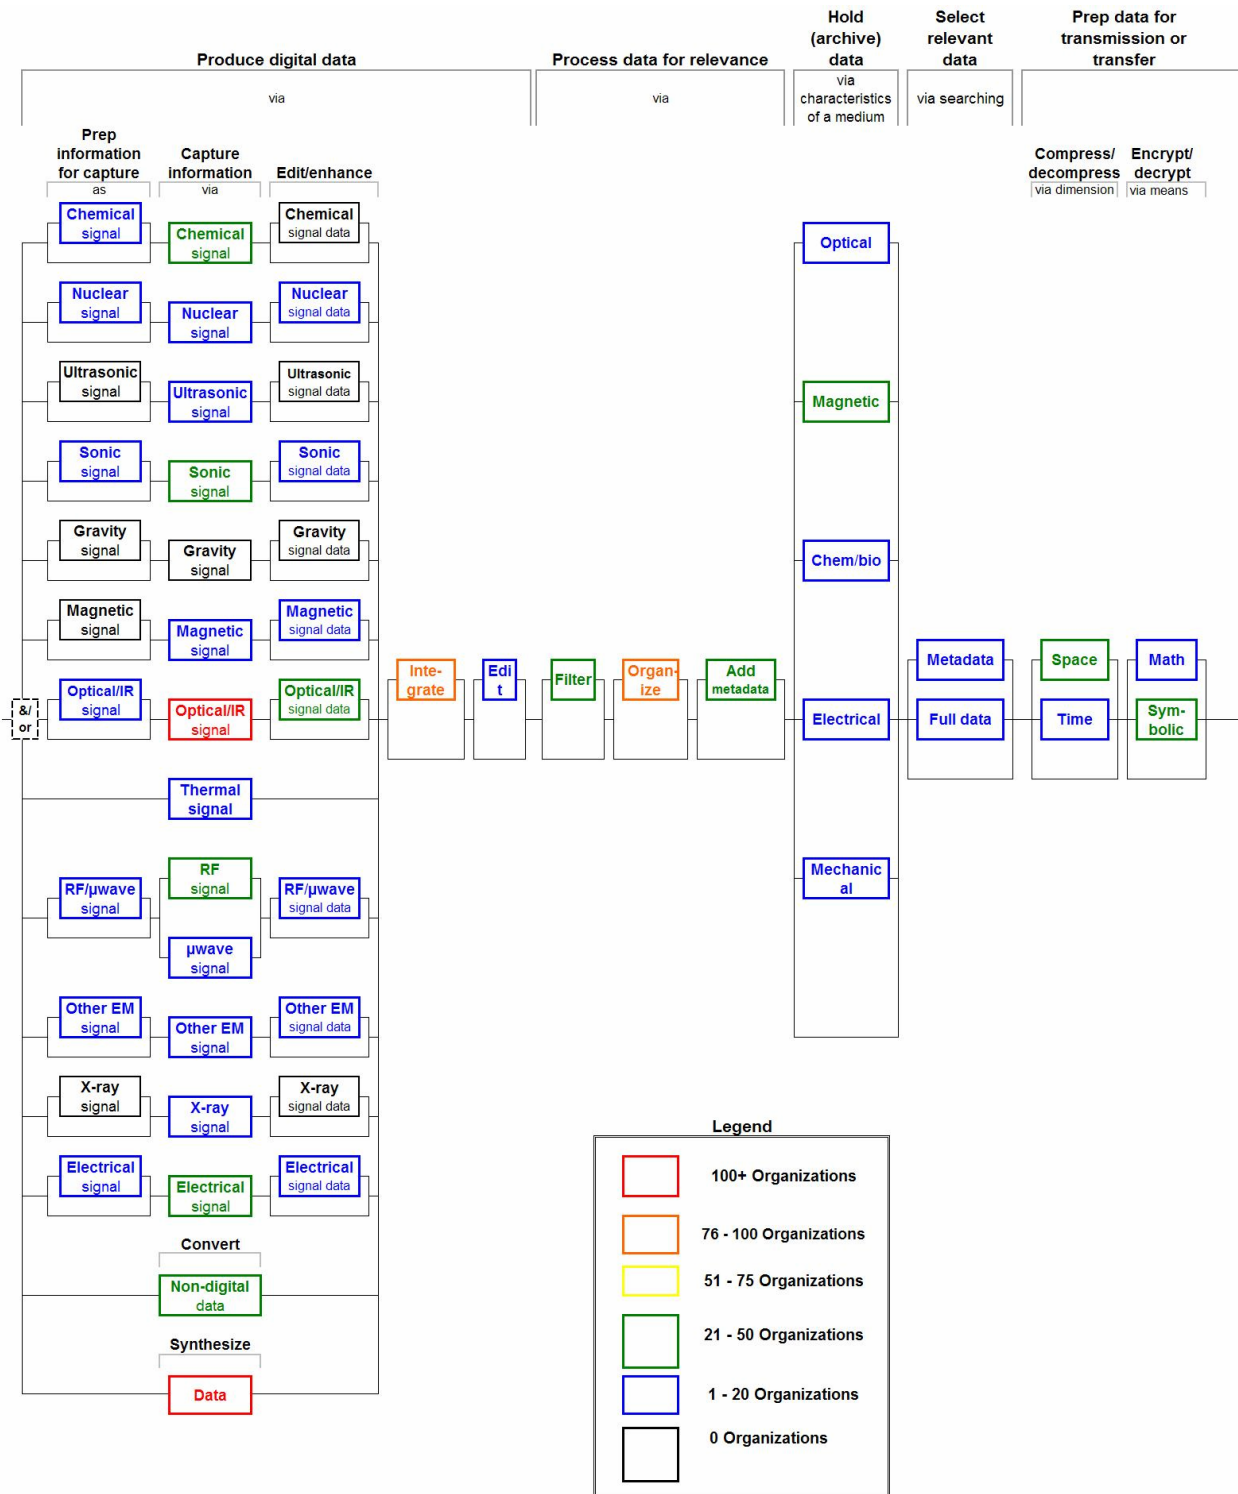 Produce digital data
Process data for relevance
Hold
(archive)
data
Select
relevant
data
Prep data for
transmission or
transfer
via
via
via
characteristics
of a medium
via searching
Prep
information
for capture
as
Capture
information
via
Edit/enhance
Compress/
decompress
via dimension
Encrypt/
decrypt
via means
Chemical
signal
Chemical
signal
Chemical
signal data
Optical
Nuclear
signal
Nuclear
signal
Nuclear
signal data
Ultrasonic
signal
Ultrasonic
signal
Ultrasonic
signal data
Magnetic
Sonic
signal
Sonic
signal
Sonic
signal data
Gravity
signal
Gravity
signal
Gravity
signal data
Chem/bio
Magnetic
signal
Magnetic
signal
Magnetic
signal data
&/
or
Optical/IR
signal
Optical/IR
signal
Optical/IR
signal data
Inte-
grate
Edi
t
Filter
Organ-
ize
Add
metadata
Electrical
Metadata
Full data
Space
Time
Math
Sym-
bolic
Thermal
signal
RF/µwave
signal
RF
signal
µwave
signal
RF/µwave
signal data
Mechanic
al
Other EM
signal
Other EM
signal
Other EM
signal data
X-ray
signal
X-ray
signal
X-ray
signal data
Electrical
signal
Electrical
signal
Electrical
signal data
Convert
Non-digital
data
Synthesize
Data
Legend
100+ Organizations
76 - 100 Organizations
51 - 75 Organizations
21 - 50 Organizations
1 - 20 Organizations
0 Organizations